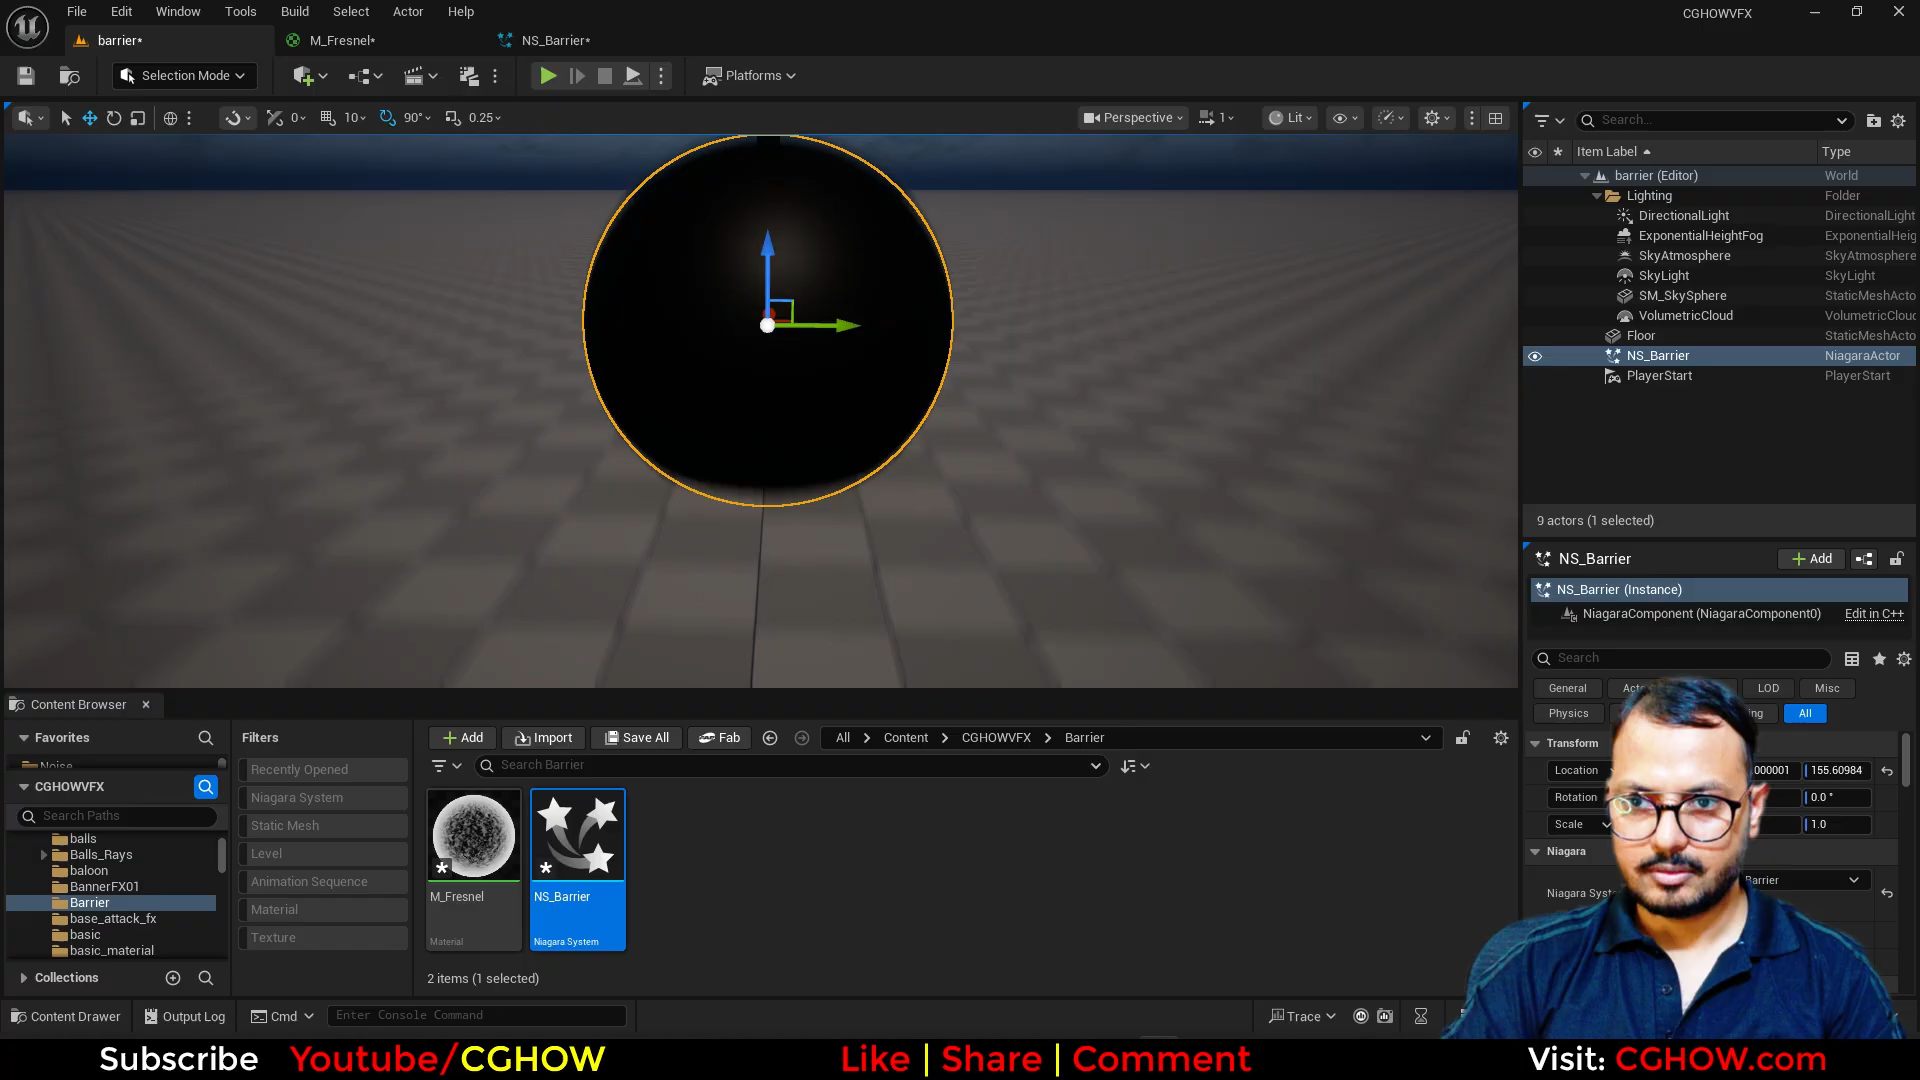 File Edit Window Tools Build Select Actor Help
CGHOWVFX
barrier* M_Fresnel* NS_Barrier*
Selection Mode Platforms
0 10 90° 0.25 Perspective 1 Lit
Search...
Item Label Type
barrier (Editor) World
Lighting Folder
DirectionalLight DirectionalLight
ExponentialHeightFog ExponentialHeig
SkyAtmosphere SkyAtmosphere
SkyLight SkyLight
SM_SkySphere StaticMeshActo
VolumetricCloud VolumetricCloud
Floor StaticMeshActo
NS_Barrier NiagaraActor
PlayerStart PlayerStart
9 actors (1 selected)
NS_Barrier Add
NS_Barrier (Instance)
NiagaraComponent (NiagaraComponent0) Edit in C++
Search
General LOD Misc
Physics All
Transform
Location 000001 155.60984
Rotation 0.0 °
Scale 1.0
Niagara
Barrier
Content Browser
Favorites
Noise
CGHOWVFX
Search Paths
balls
Balls_Rays
baloon
BannerFX01
Barrier
base_attack_fx
basic
basic_material
Collections
Filters
Recently Opened
Niagara System
Static Mesh
Level
Animation Sequence
Material
Texture
Add Import Save All Fab All Content CGHOWVFX Barrier
Search Barrier
M_Fresnel
Material
NS_Barrier
Niagara System
2 items (1 selected)
Content Drawer Output Log Cmd Enter Console Command Trace
Subscribe Youtube/CGHOW Like | Share | Comment Visit: CGHOW.com